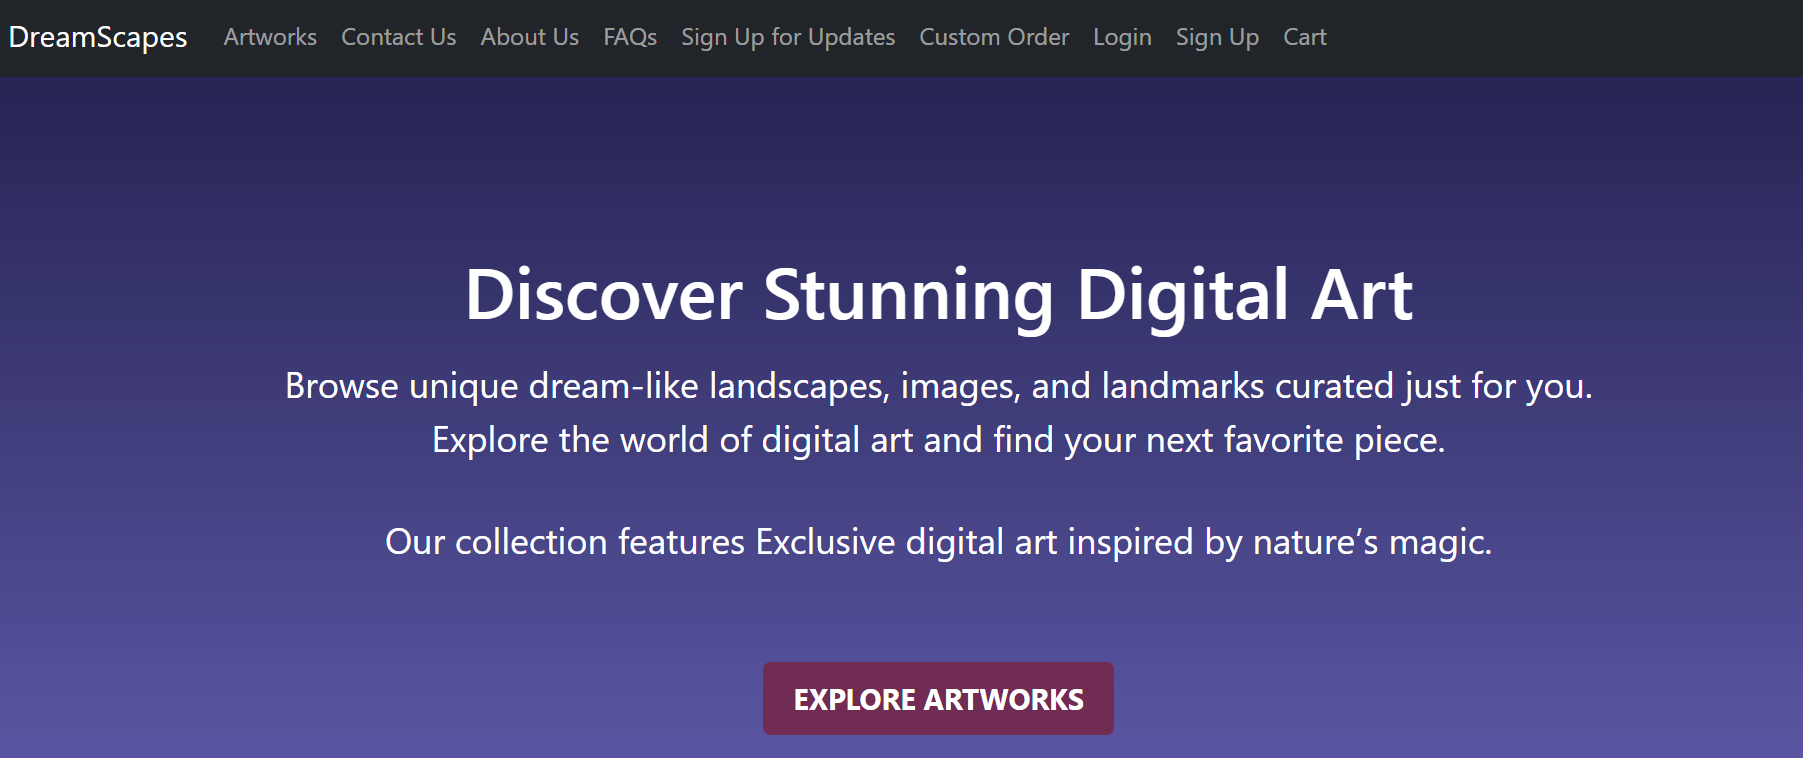 DreamScapes Artworks Contact Us About Us FAQs Sign Up for Updates Custom Order Login Sign Up Cart
Discover Stunning Digital Art
Browse unique dream-like landscapes, images, and landmarks curated just for you.
Explore the world of digital art and find your next favorite piece.
Our collection features Exclusive digital art inspired by nature’s magic.
EXPLORE ARTWORKS